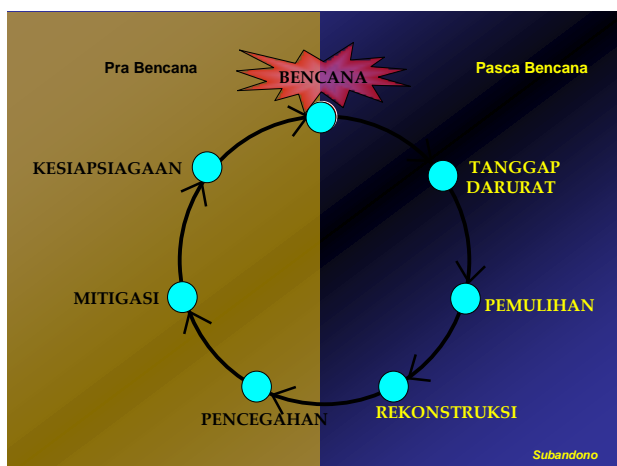 Pra Bencana
Pasca Bencana
BENCANA
KESIAPSIAGAAN
TANGGAP
DARURAT
MITIGASI
PEMULIHAN
PENCEGAHAN
REKONSTRUKSI
Subandono